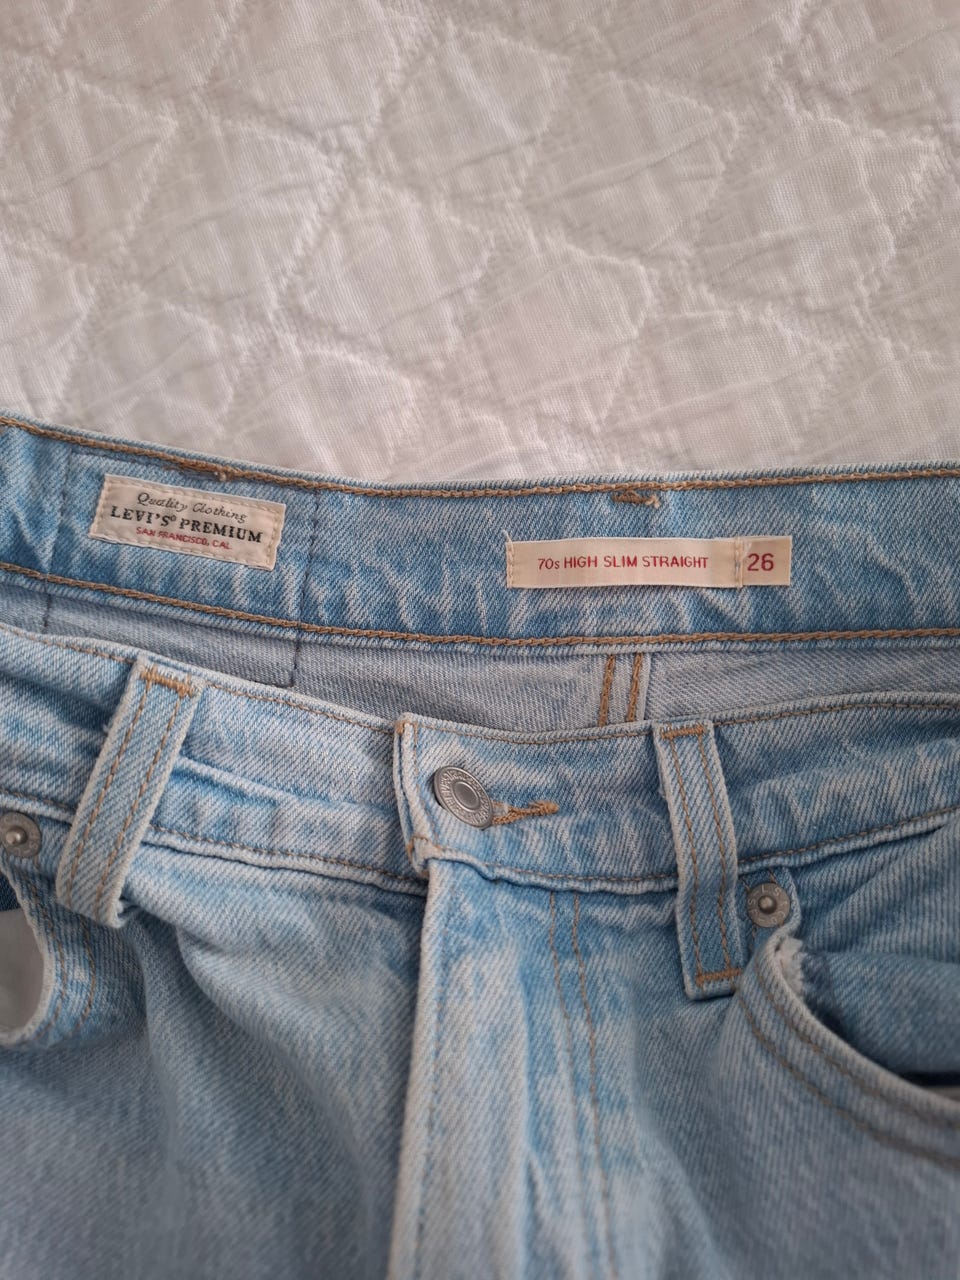 Quality Clothing
LEVI'S® PREMIUM
SAN FRANCISCO, CAL.
70s HIGH SLIM STRAIGHT 26